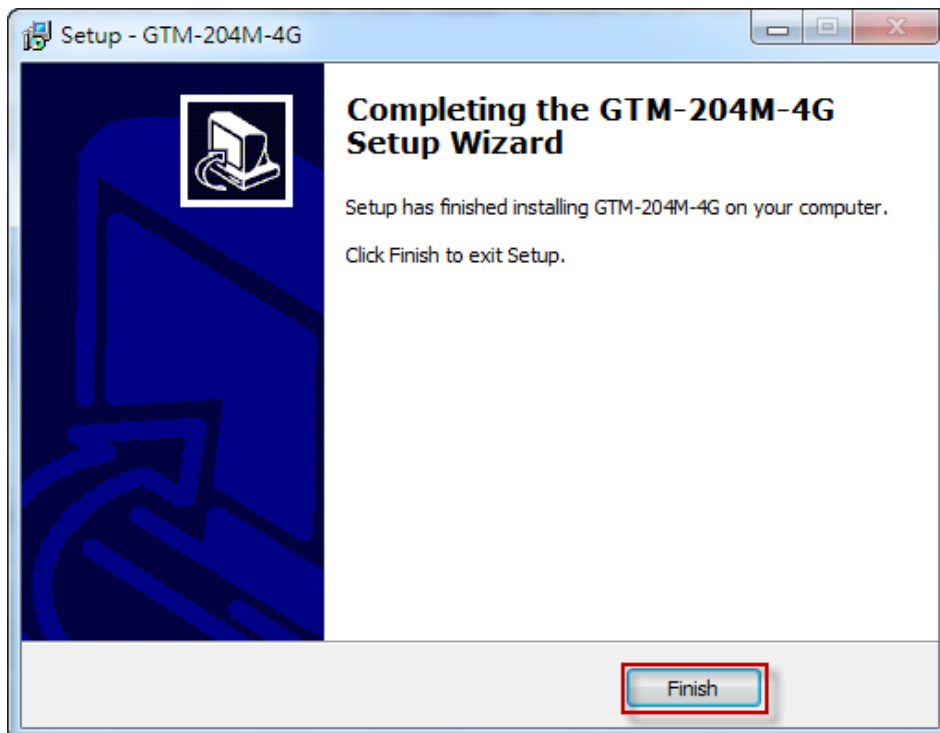 Setup - GTM-204M-4G
Completing the GTM-204M-4G
Setup Wizard
Setup has finished installing GTM-204M-4G on your computer.
Click Finish to exit Setup.
Finish